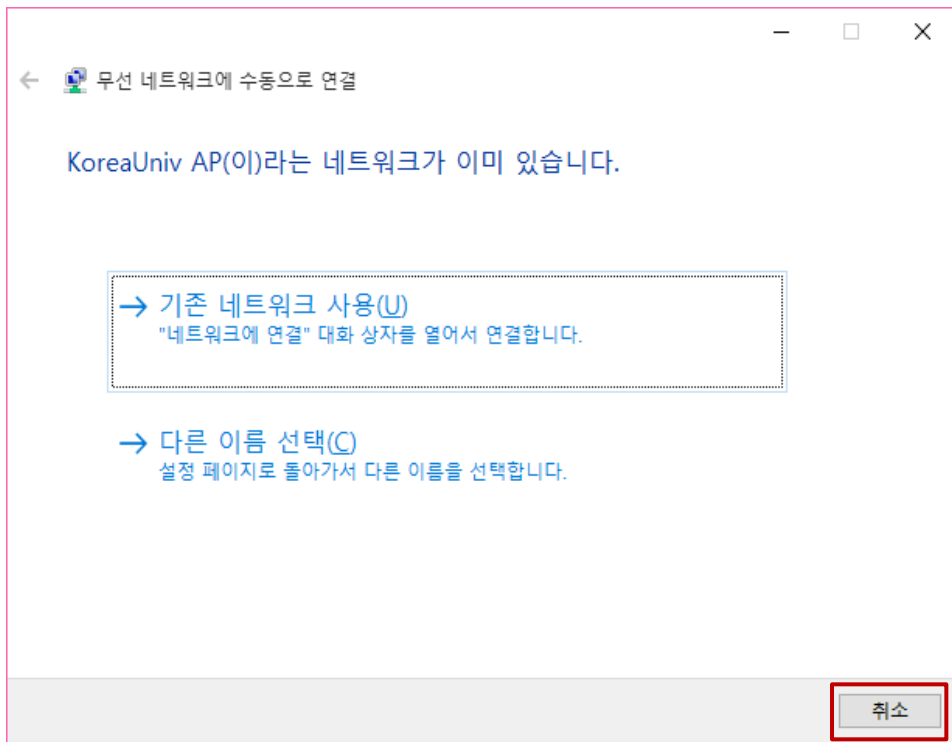 무선 네트워크에 수동으로 연결
KoreaUniv AP(이)라는 네트워크가 이미 있습니다.
기존 네트워크 사용(U)
"네트워크에 연결" 대화 상자를 열어서 연결합니다.
다른 이름 선택(C)
설정 페이지로 돌아가서 다른 이름을 선택합니다.
취소